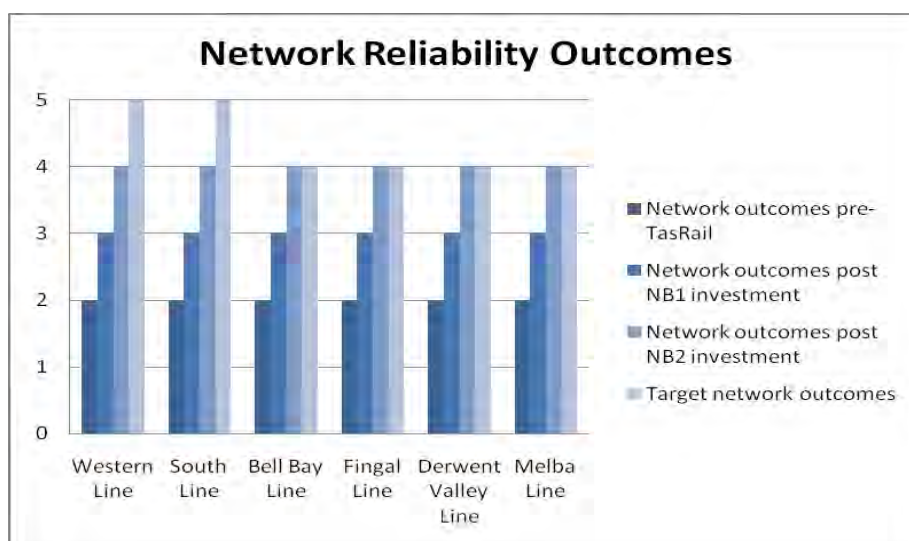 Network Reliability Outcomes
5
4
3
2
1
0
Western
Line
South
Line
Bell Bay
Line
Fingal
Line
Derwent
Valley
Line
Melba
Line
Network outcomes pre-
TasRail
Network outcomes post
NB1 investment
Network outcomes post
NB2 investment
Target network outcomes